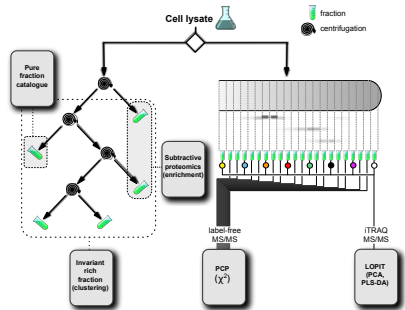 Cell lysate
fraction
centrifugation
Pure
fraction
catalogue
Subtractive
proteomics
(enrichment)
Invariant
rich
fraction
(clustering)
label-free
MS/MS
iTRAQ
MS/MS
PCP
(χ²)
LOPIT
(PCA,
PLS-DA)